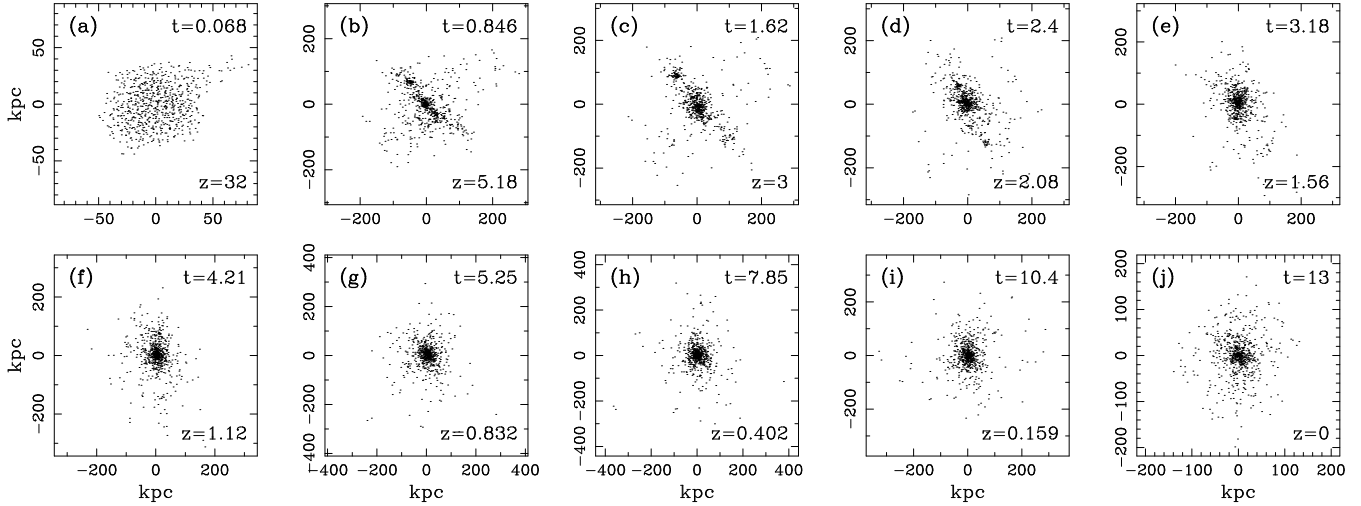 (a) t=0.068
z=32
50
0
−50
kpc
−50 0 50
(b) t=0.846
z=5.18
200
0
−200
−200 0 200
(c) t=1.62
z=3
200
0
−200
−200 0 200
(d) t=2.4
z=2.08
200
0
−200
−200 0 200
(e) t=3.18
z=1.56
200
0
−200
−200 0 200
(f) t=4.21
z=1.12
200
0
−200
kpc
−200 0 200
kpc
(g) t=5.25
z=0.832
400
200
0
−200
−400
−400 −200 0 200 400
kpc
(h) t=7.85
z=0.402
400
200
0
−200
−400
−400 −200 0 200 400
kpc
(i) t=10.4
z=0.159
200
0
−200
−200 0 200
kpc
(j) t=13
z=0
200
100
0
−100
−200
−200 −100 0 100 200
kpc